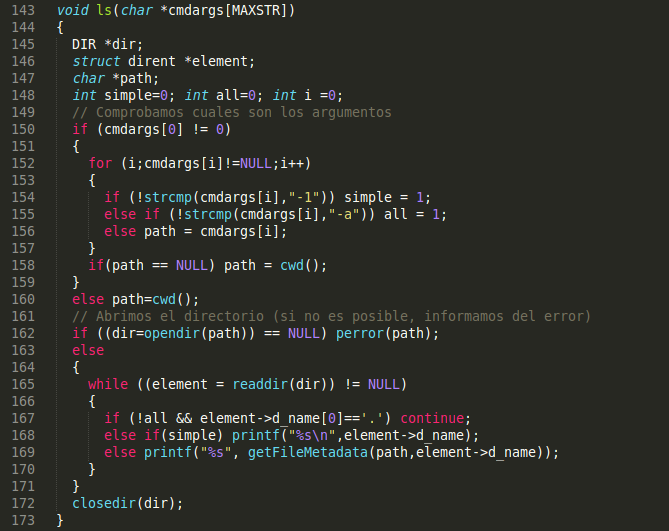 143 void ls(char *cmdargs[MAXSTR])
144 {
145   DIR *dir;
146   struct dirent *element;
147   char *path;
148   int simple=0; int all=0; int i =0;
149   // Comprobamos cuales son los argumentos
150   if (cmdargs[0] != 0)
151   {
152     for (i;cmdargs[i]!=NULL;i++)
153     {
154       if (!strcmp(cmdargs[i],"-1")) simple = 1;
155       else if (!strcmp(cmdargs[i],"-a")) all = 1;
156       else path = cmdargs[i];
157     }
158     if(path == NULL) path = cwd();
159   }
160   else path=cwd();
161   // Abrimos el directorio (si no es posible, informamos del error)
162   if ((dir=opendir(path)) == NULL) perror(path);
163   else
164   {
165     while ((element = readdir(dir)) != NULL)
166     {
167       if (!all && element->d_name[0]=='.') continue;
168       else if(simple) printf("%s\n",element->d_name);
169       else printf("%s", getFileMetadata(path,element->d_name));
170     }
171   }
172   closedir(dir);
173 }